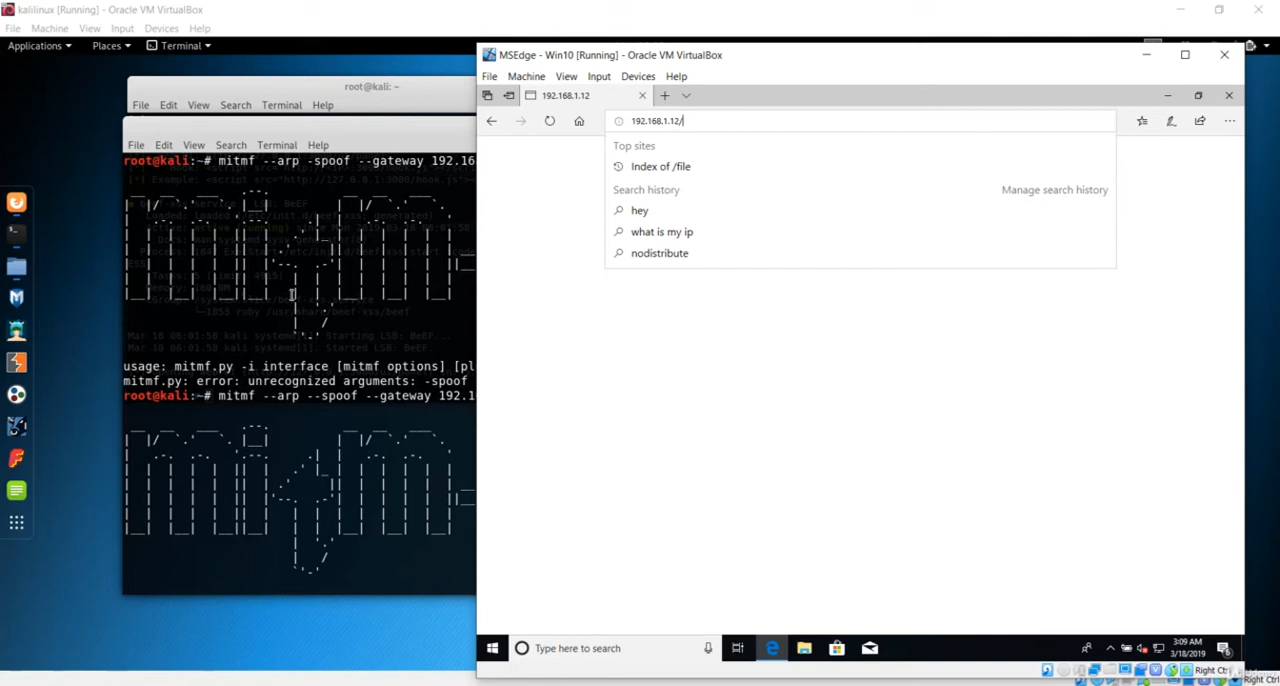 kalilinux [Running] - Oracle VM VirtualBox
File Machine View Input Devices Help
Applications Places Terminal
root@kali: ~
File Edit View Search Terminal Help
File Edit View Search Terminal Help
root@kali:~# mitmf --arp -spoof --gateway 192.16
usage: mitmf.py -i interface [mitmf options] [pl
mitmf.py: error: unrecognized arguments: -spoof
root@kali:~# mitmf --arp --spoof --gateway 192.1
MSEdge - Win10 [Running] - Oracle VM VirtualBox
File Machine View Input Devices Help
192.168.1.12
192.168.1.12/
Top sites
Index of /file
Search history Manage search history
hey
what is my ip
nodistribute
Type here to search
3:09 AM
3/18/2019
Right Ctrl
Right Ctrl